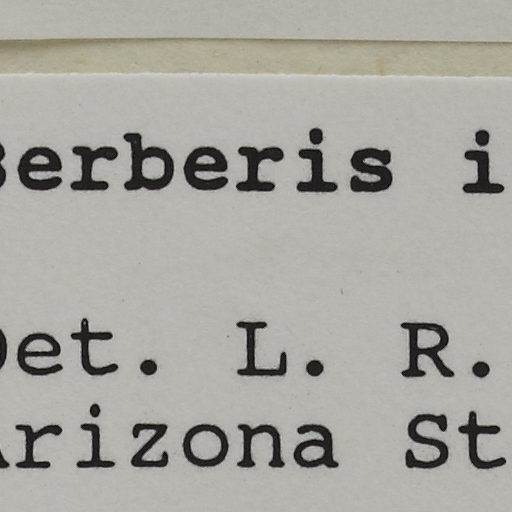 Berberis i
Det. L. R.
Arizona St